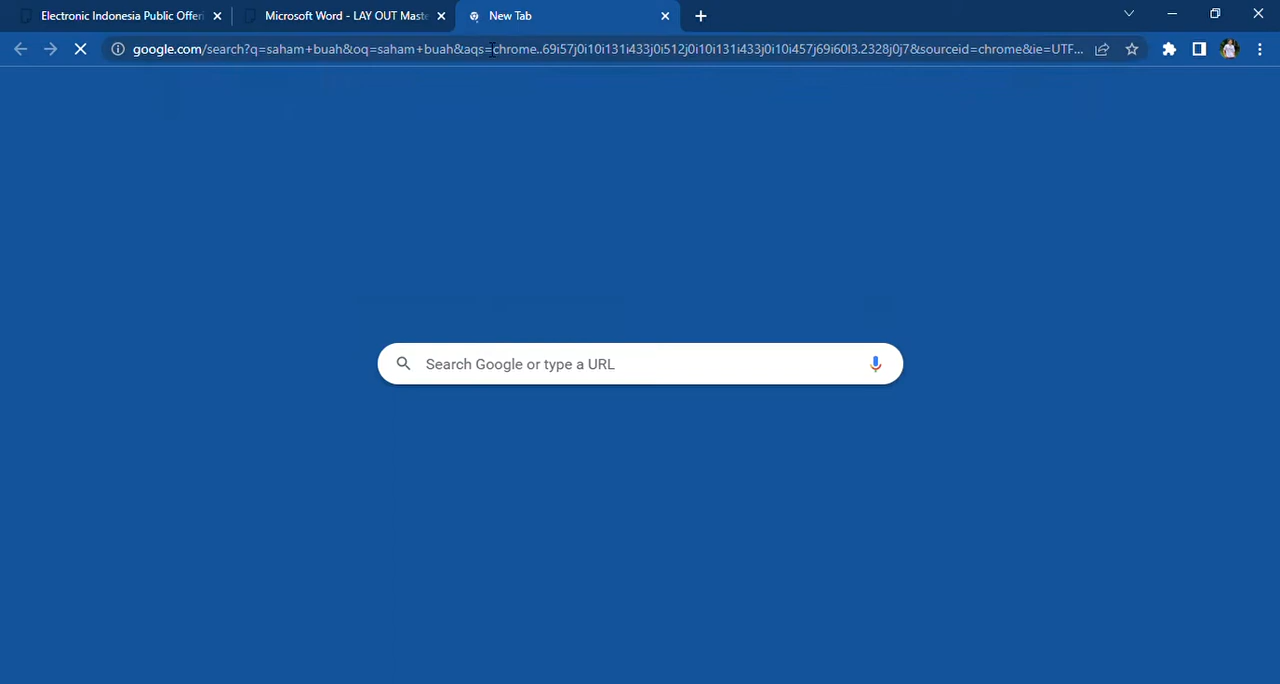 Electronic Indonesia Public Offeri
Microsoft Word - LAY OUT Maste
New Tab
google.com/search?q=saham+buah&oq=saham+buah&aqs=chrome..69i57j0i10i131i433j0i512j0i10i131i433j0i10i457j69i60l3.2328j0j7&sourceid=chrome&ie=UTF...
Search Google or type a URL